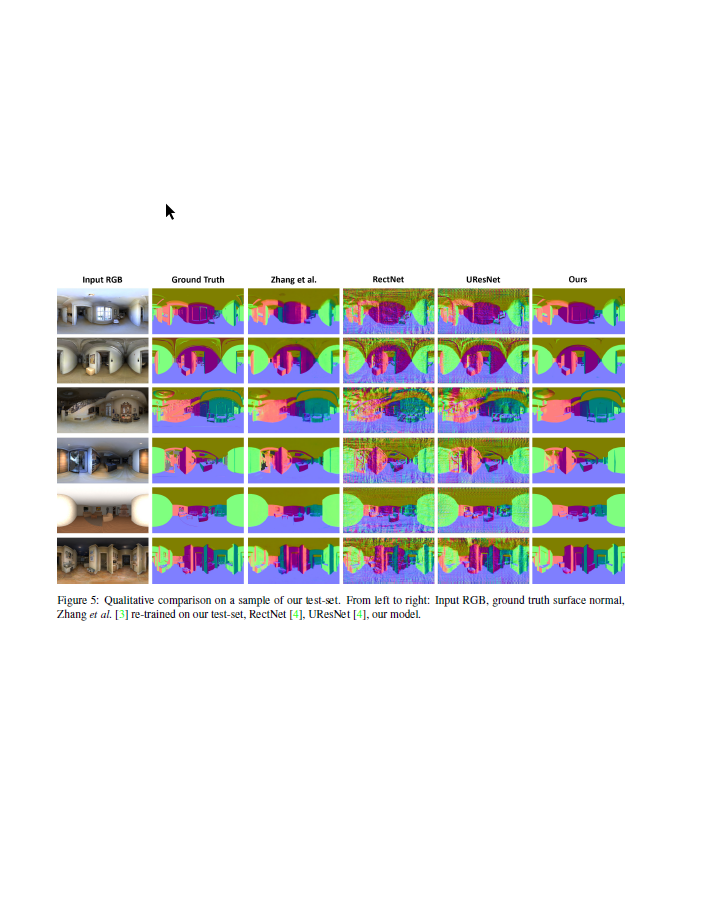 Input RGB Ground Truth Zhang et al. RectNet UResNet Ours
Figure 5: Qualitative comparison on a sample of our test-set. From left to right: Input RGB, ground truth surface normal,
Zhang et al. [3] re-trained on our test-set, RectNet [4], UResNet [4], our model.